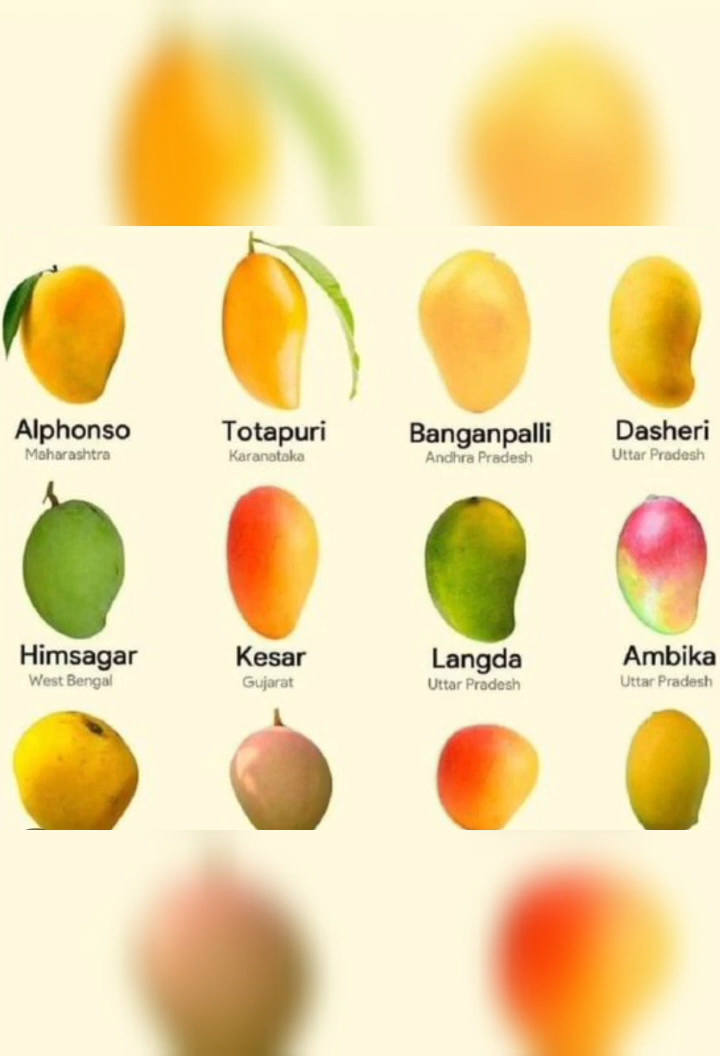 Alphonso
Maharashtra
Totapuri
Karanataka
Banganpalli
Andhra Pradesh
Dasheri
Uttar Pradesh
Himsagar
West Bengal
Kesar
Gujarat
Langda
Uttar Pradesh
Ambika
Uttar Pradesh